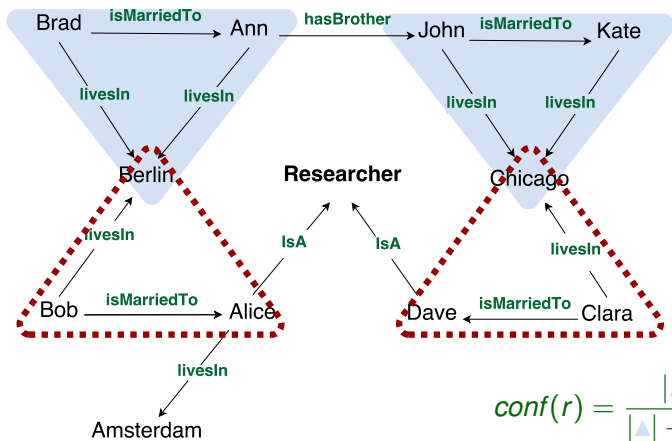 Brad isMarriedTo Ann hasBrother John isMarriedTo Kate
livesIn livesIn livesIn livesIn
Berlin Researcher Chicago
livesIn IsA IsA livesIn
Bob isMarriedTo Alice Dave isMarriedTo Clara
livesIn
conf(r) =
Amsterdam